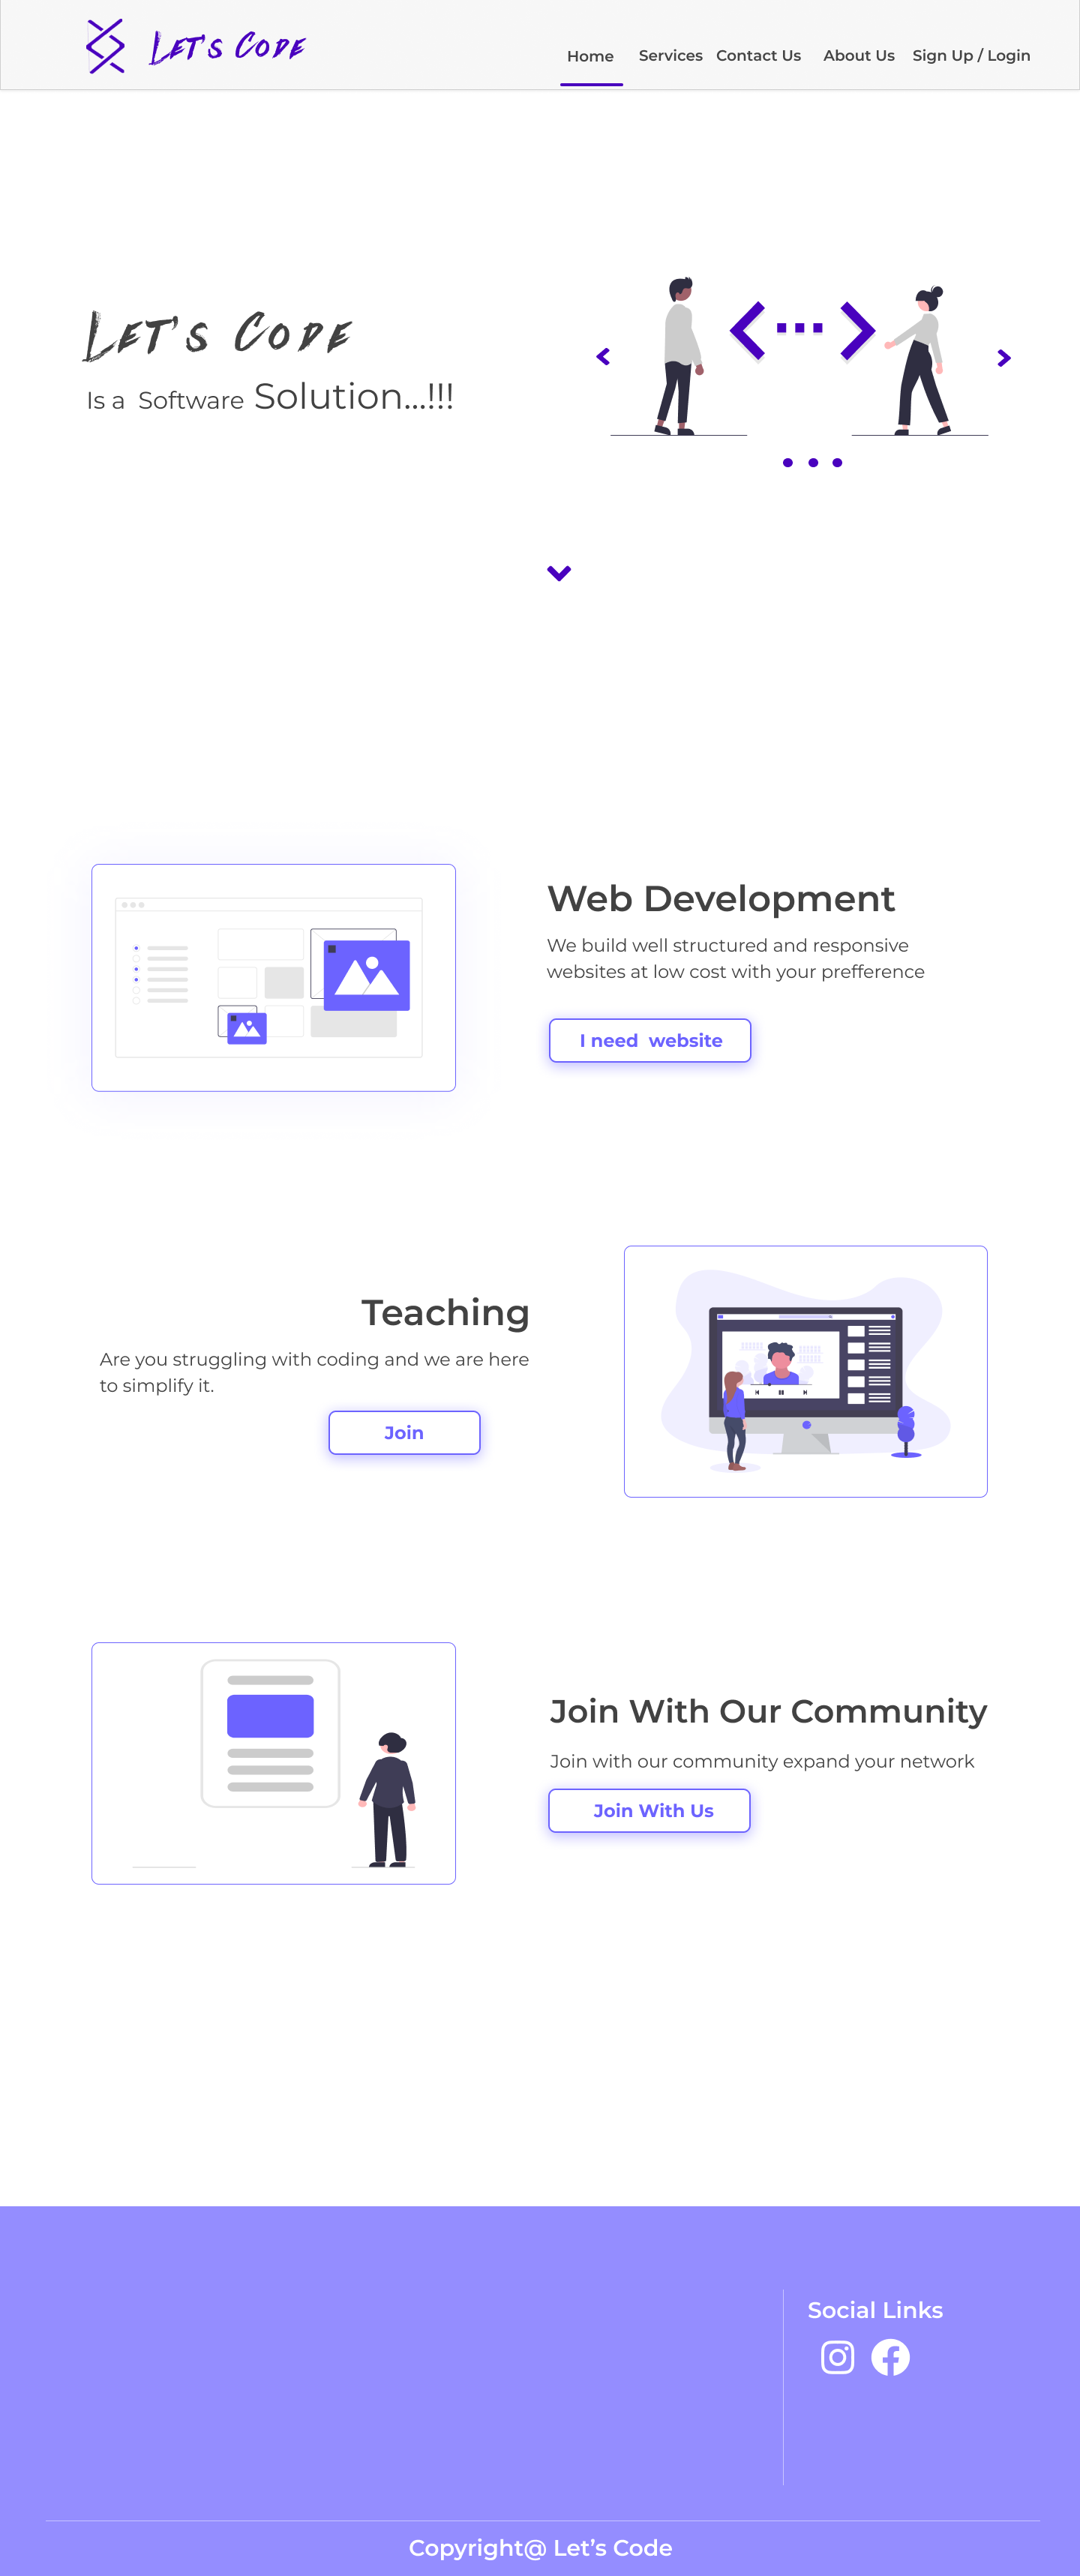 Let's Code
Home Services Contact Us About Us Sign Up / Login
Let's Code
Is a Software Solution...!!!
Web Development
We build well structured and responsive
websites at low cost with your prefference
I need website
Teaching
Are you struggling with coding and we are here
to simplify it.
Join
Join With Our Community
Join with our community expand your network
Join With Us
Social Links
Copyright@ Let’s Code